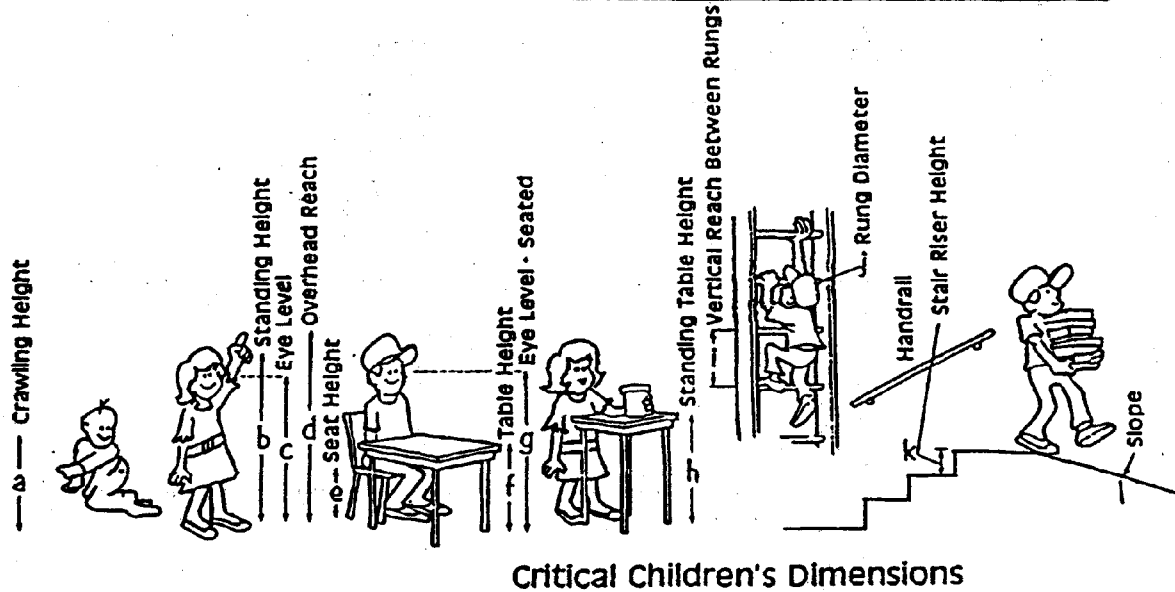 a Crawling Height
b Standing Height
c Eye Level
d Overhead Reach
e Seat Height
f Table Height
g Eye Level - Seated
h Standing Table Height
Vertical Reach Between Rungs
Rung Diameter
Handrail
K Stair Riser Height
Slope
Critical Children's Dimensions